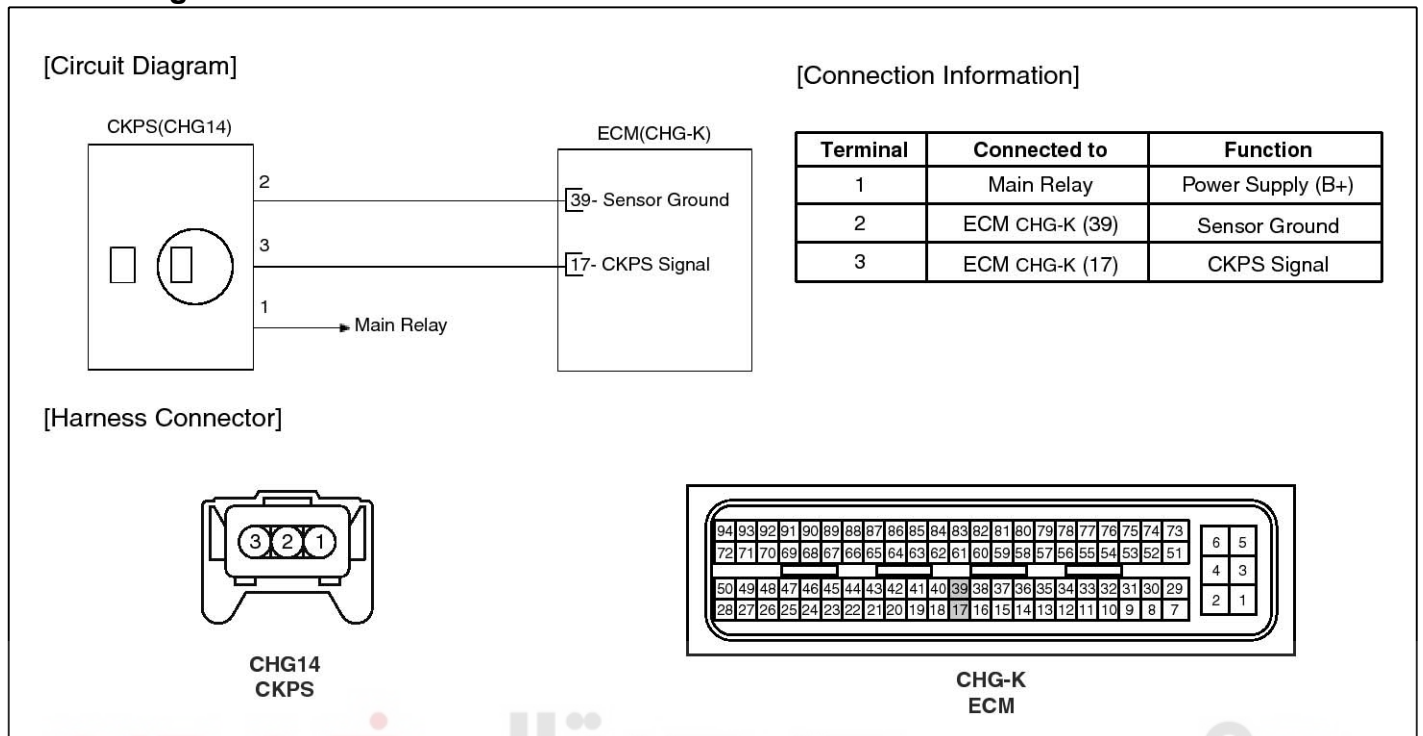 [Circuit Diagram]
CKPS(CHG14)
ECM(CHG-K)
2
39- Sensor Ground
3
17- CKPS Signal
1
Main Relay
[Connection Information]
Terminal Connected to Function
1 Main Relay Power Supply (B+)
2 ECM CHG-K (39) Sensor Ground
3 ECM CHG-K (17) CKPS Signal
[Harness Connector]
3 2 1
CHG14
CKPS
94 93 92 91 90 89 88 87 86 85 84 83 82 81 80 79 78 77 76 75 74 73
72 71 70 69 68 67 66 65 64 63 62 61 60 59 58 57 56 55 54 53 52 51
50 49 48 47 46 45 44 43 42 41 40 39 38 37 36 35 34 33 32 31 30 29
28 27 26 25 24 23 22 21 20 19 18 17 16 15 14 13 12 11 10 9 8 7
6 5
4 3
2 1
CHG-K
ECM